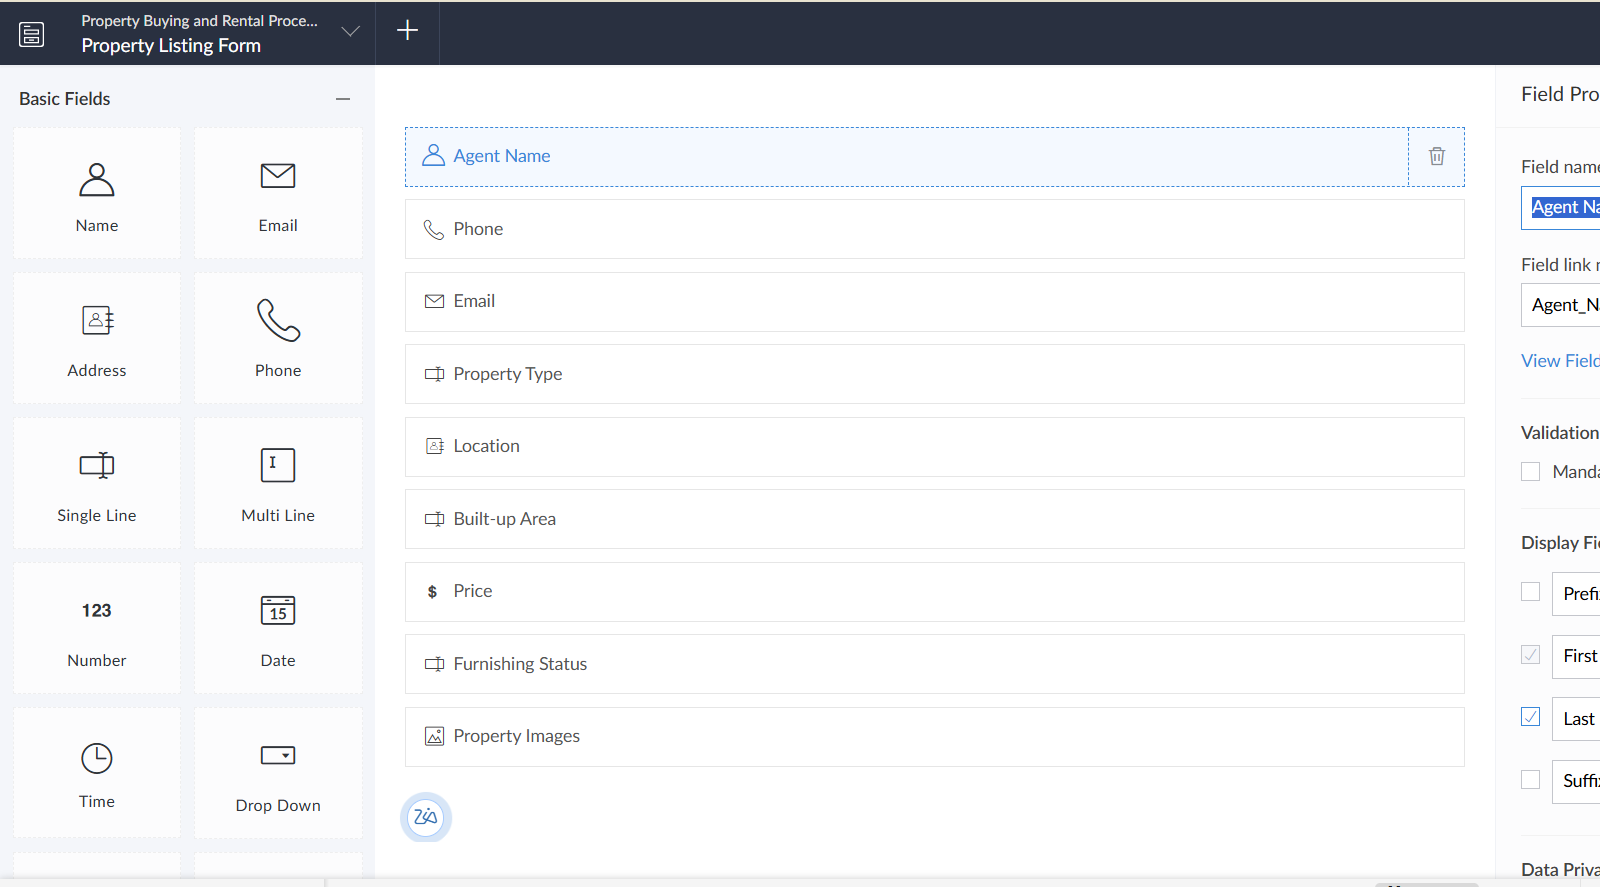 Property Buying and Rental Proce...
Property Listing Form
Basic Fields
Name
Email
Address
Phone
Single Line
Multi Line
123
Number
15
Date
Time
Drop Down
Agent Name
Phone
Email
Property Type
Location
Built-up Area
$ Price
Furnishing Status
Property Images
Zia
Field Pro
Field name
Agent Na
Field link n
Agent_N
View Field
Validation
Manda
Display Fie
Prefi
First
Last
Suffi
Data Priva